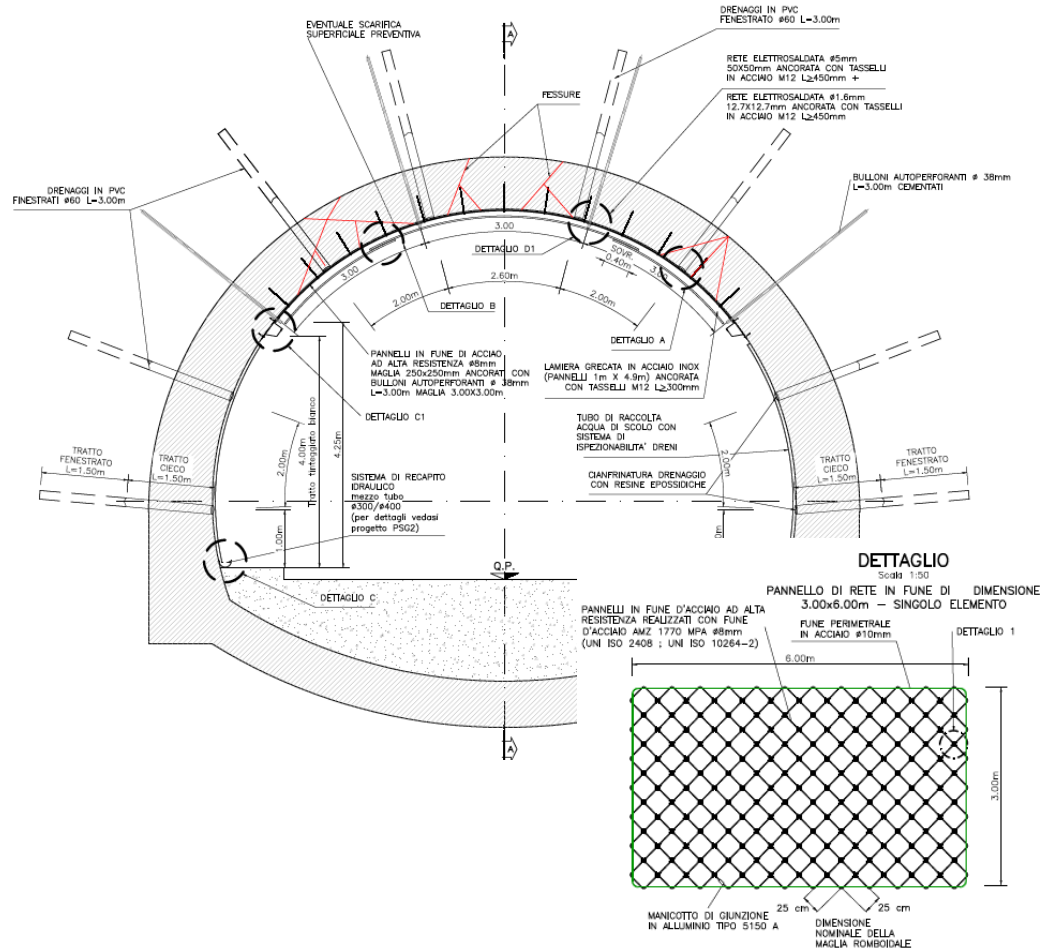 EVENTUALE SCARIFICA
SUPERFICIALE PREVENTIVA
A
DRENAGGI IN PVC
FENESTRATO ø60 L=3.00m
RETE ELETTROSALDATA ø5mm
50X50mm ANCORATA CON TASSELLI
IN ACCIAIO M12 L≥450mm +
RETE ELETTROSALDATA ø1.6mm
12.7X12.7mm ANCORATA CON TASSELLI
IN ACCIAIO M12 L≥450mm
FESSURE
DRENAGGI IN PVC
FINESTRATI ø60 L=3.00m
BULLONI AUTOPERFORANTI ø 38mm
L=3.00m CEMENTATI
3.00
DETTAGLIO D1
SOVR.
0.40m
3.00
3.00
2.60m
2.00m
2.00m
DETTAGLIO B
DETTAGLIO A
PANNELLI IN FUNE DI ACCIAO
AD ALTA RESISTENZA ø8mm
MAGLIA 250x250mm ANCORATI CON
BULLONI AUTOPERFORANTI ø 38mm
L=3.00m MAGLIA 3.00X3.00m
LAMIERA GRECATA IN ACCIAIO INOX
(PANNELLI 1m X 4.9m) ANCORATA
CON TASSELLI M12 L≥300mm
DETTAGLIO C1
TUBO DI RACCOLTA
ACQUA DI SCOLO CON
SISTEMA DI
ISPEZIONABILITA' DRENI
Tratto tinteggiato bianco
4.00m
4.25m
2.00m
2.00m
TRATTO
FENESTRATO
L=1.50m
TRATTO
CIECO
L=1.50m
SISTEMA DI RECAPITO
IDRAULICO
mezzo tubo
ø300/ø400
(per dettagli vedasi
progetto PSG2)
CIANFRINATURA DRENAGGIO
CON RESINE EPOSSIDICHE
TRATTO
CIECO
L=1.50m
TRATTO
FENESTRATO
L=1.50m
1.00m
0m
Q.P.
DETTAGLIO C
A
DETTAGLIO
Scala 1:50
PANNELLO DI RETE IN FUNE DI DIMENSIONE
3.00x6.00m – SINGOLO ELEMENTO
PANNELLI IN FUNE D'ACCIAIO AD ALTA
RESISTENZA REALIZZATI CON FUNE
D'ACCIAIO AMZ 1770 MPA ø8mm
(UNI ISO 2408 ; UNI ISO 10264-2)
FUNE PERIMETRALE
IN ACCIAIO ø10mm
DETTAGLIO 1
6.00m
3.00m
MANICOTTO DI GIUNZIONE
IN ALLUMINIO TIPO 5150 A
25 cm
25 cm
DIMENSIONE
NOMINALE DELLA
MAGLIA ROMBOIDALE